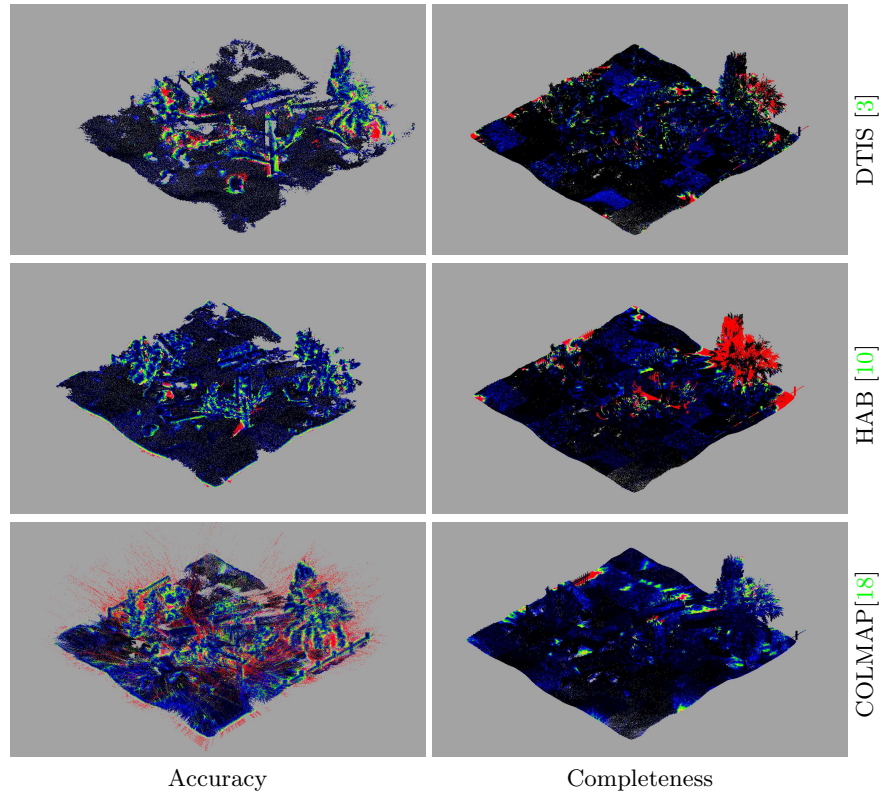 DTIS [3]
HAB [10]
COLMAP[18]
Accuracy
Completeness